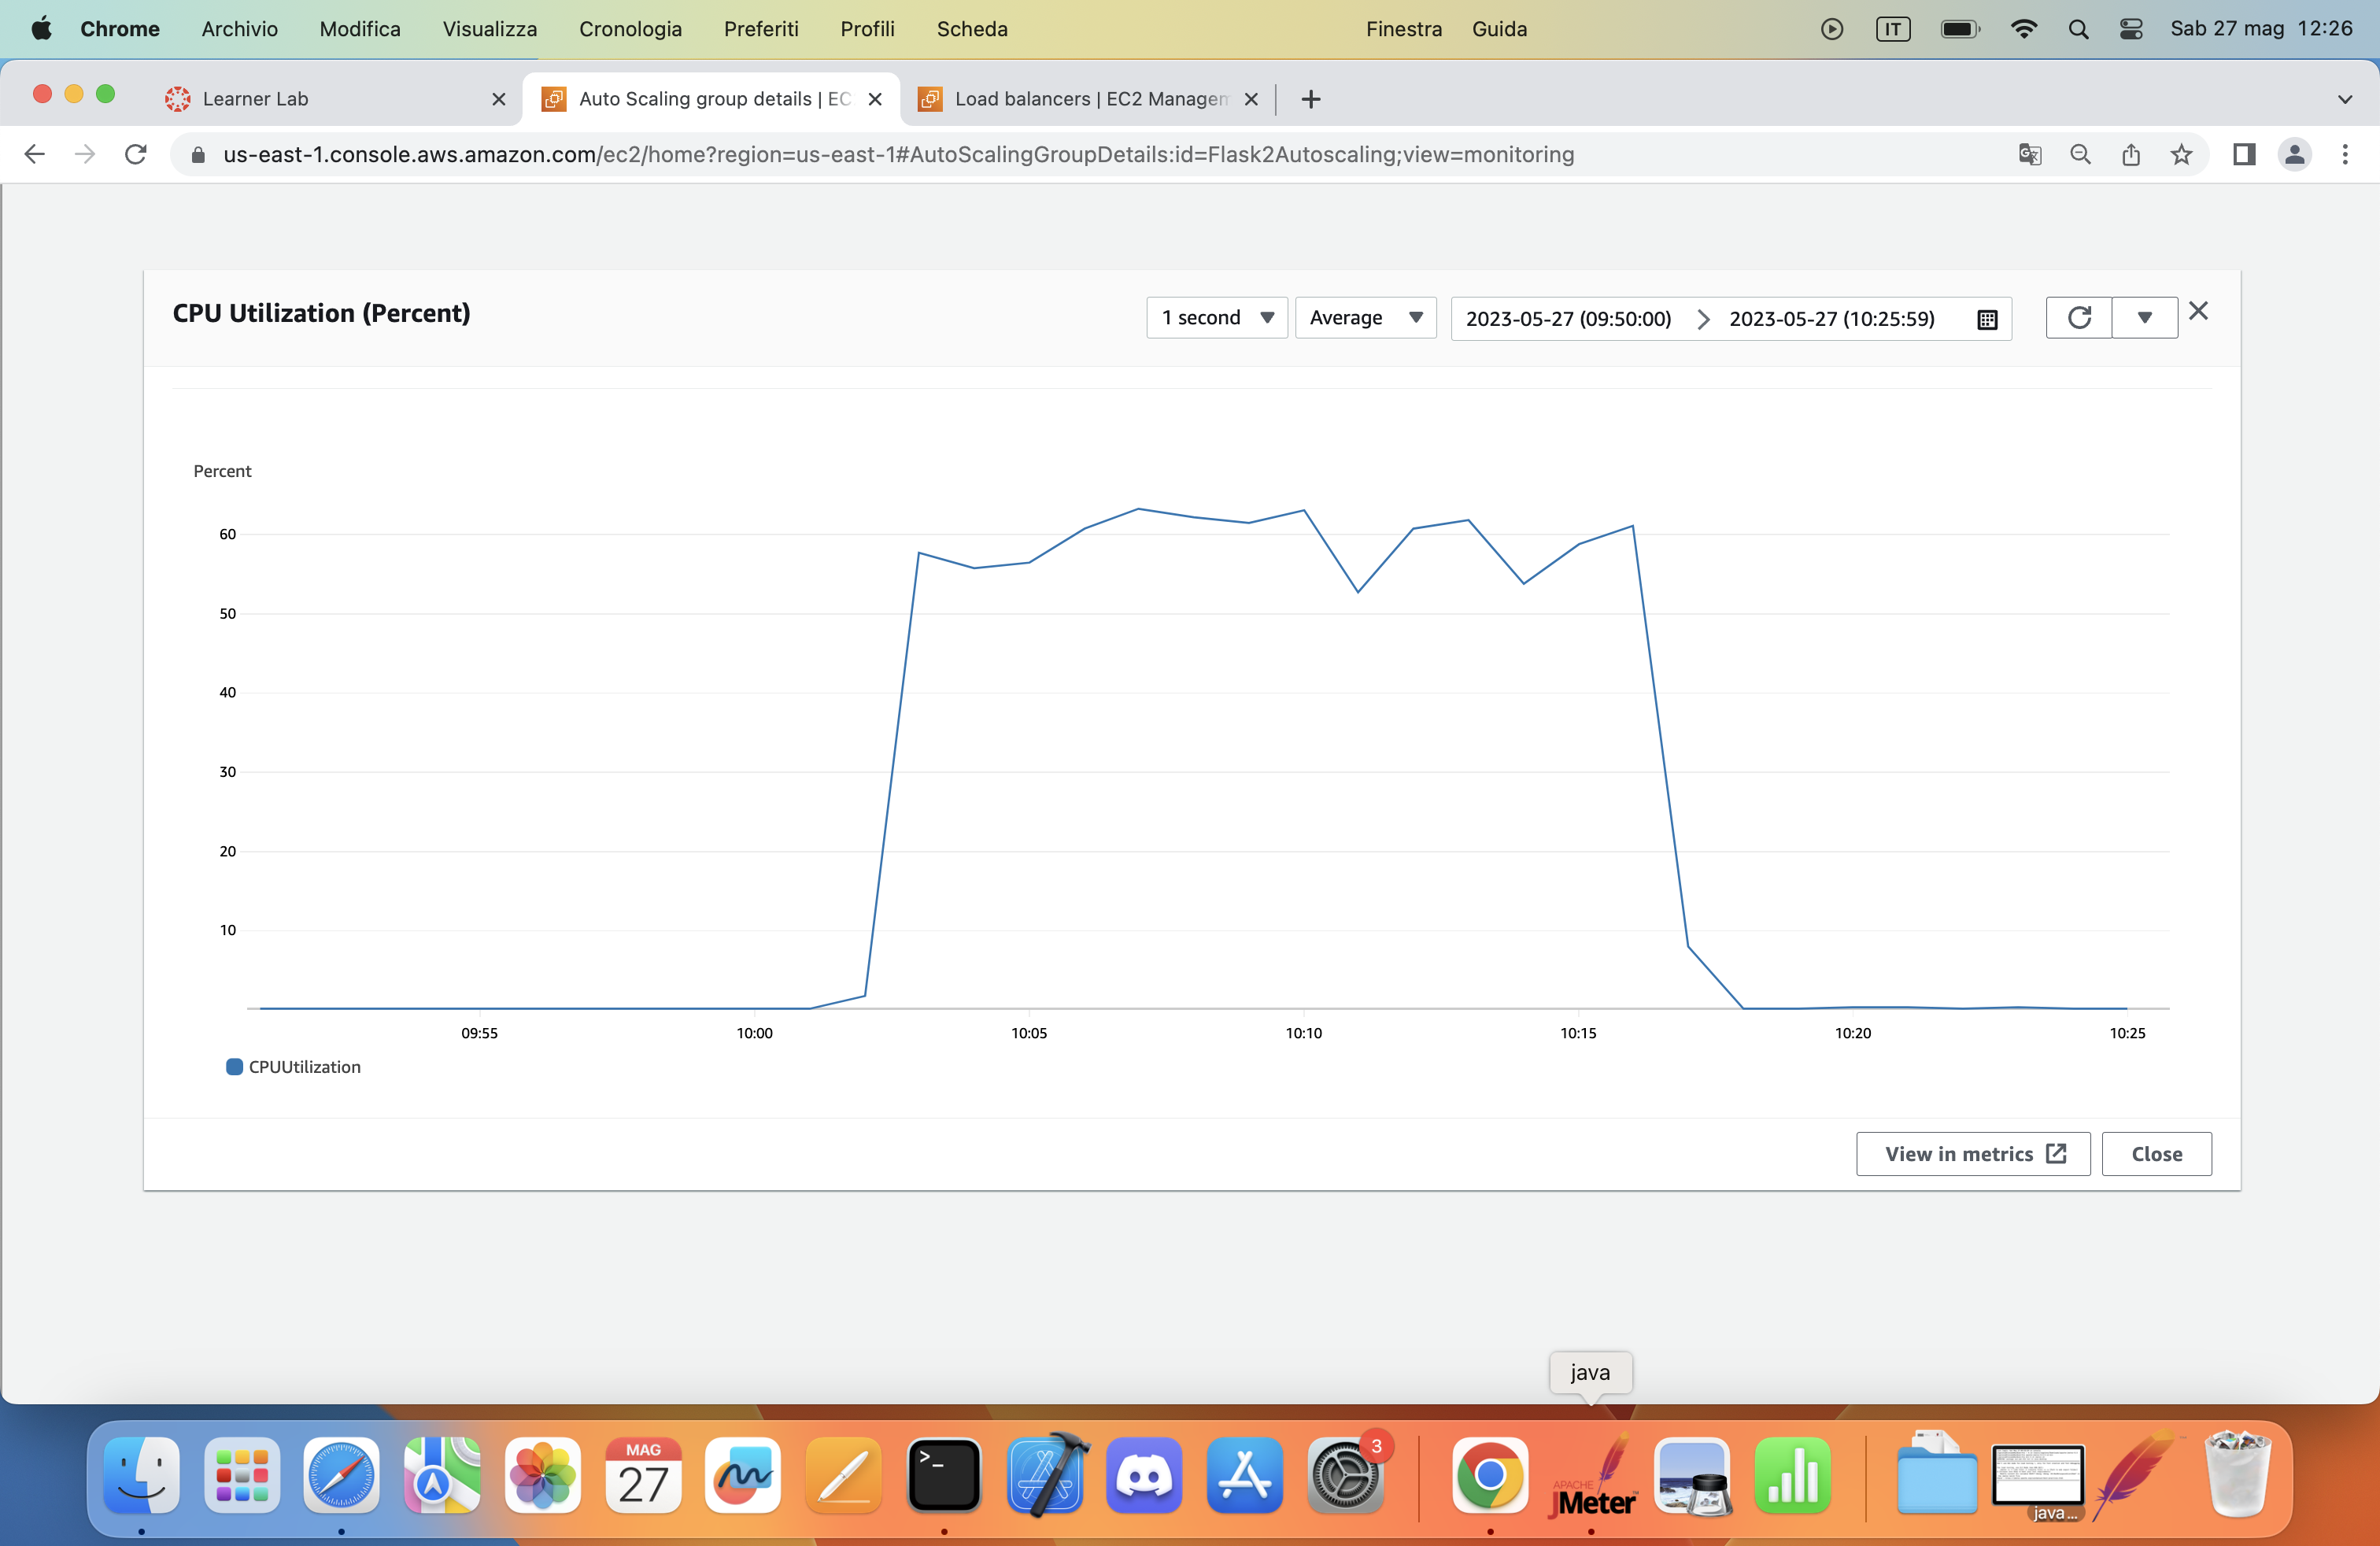 Chrome Archivio Modifica Visualizza Cronologia Preferiti Profili Scheda Finestra Guida IT Sab 27 mag 12:26
Learner Lab Auto Scaling group details | EC Load balancers | EC2 Managem
us-east-1.console.aws.amazon.com/ec2/home?region=us-east-1#AutoScalingGroupDetails:id=Flask2Autoscaling;view=monitoring
CPU Utilization (Percent) 1 second Average 2023-05-27 (09:50:00) 2023-05-27 (10:25:59)
Percent
60
50
40
30
20
10
09:55 10:00 10:05 10:10 10:15 10:20 10:25
CPUUtilization
View in metrics Close
java
MAG
27
>_
3
APACHE
JMeter
java...